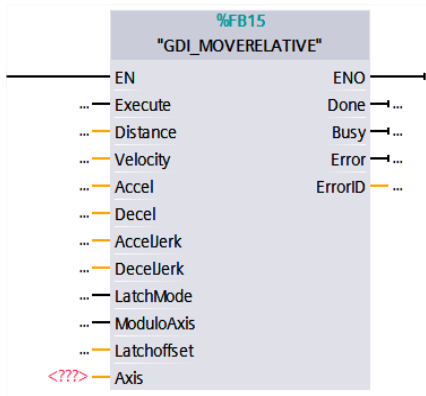 %FB15
"GDI_MOVERELATIVE"
EN ENO
... Execute Done ...
... Distance Busy ...
... Velocity Error ...
... Accel ErrorID ...
... Decel
... AccelJerk
... DecelJerk
... LatchMode
... ModuloAxis
... Latchoffset
<???> Axis